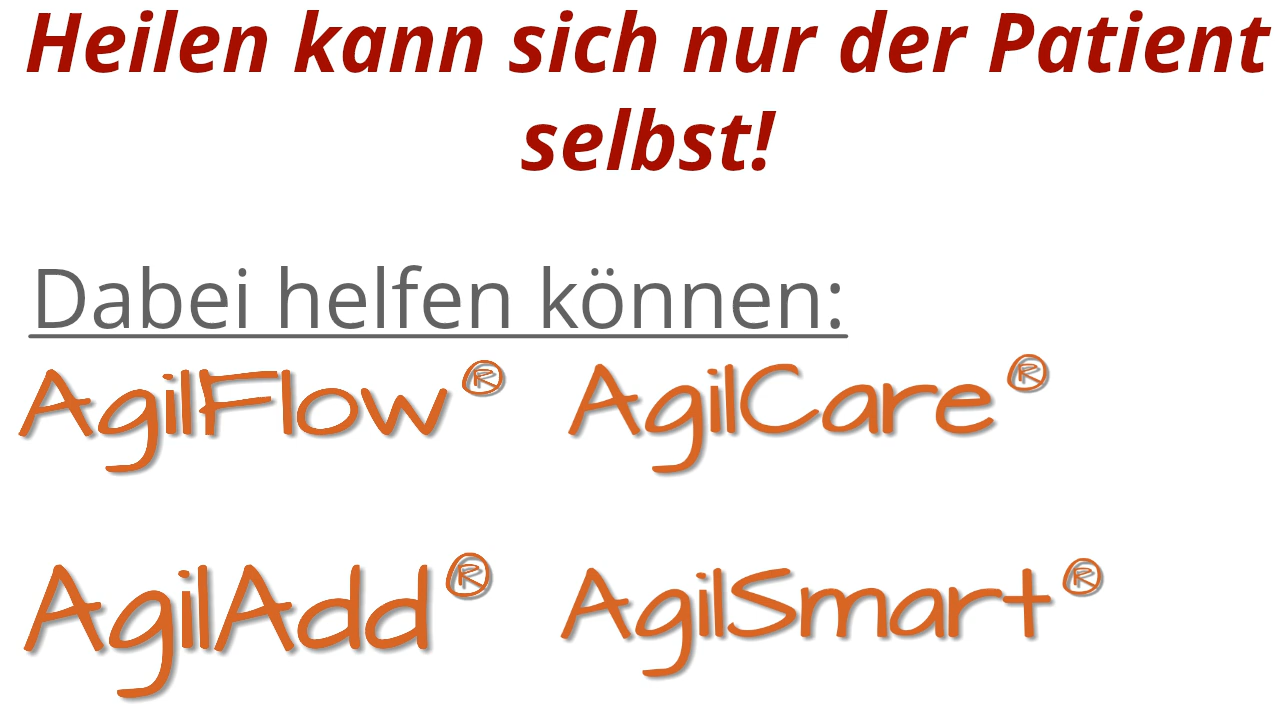 Heilen kann sich nur der Patient
selbst!
Dabei helfen können:
AgilFlow® AgilCare®
AgilAdd® AgilSmart®